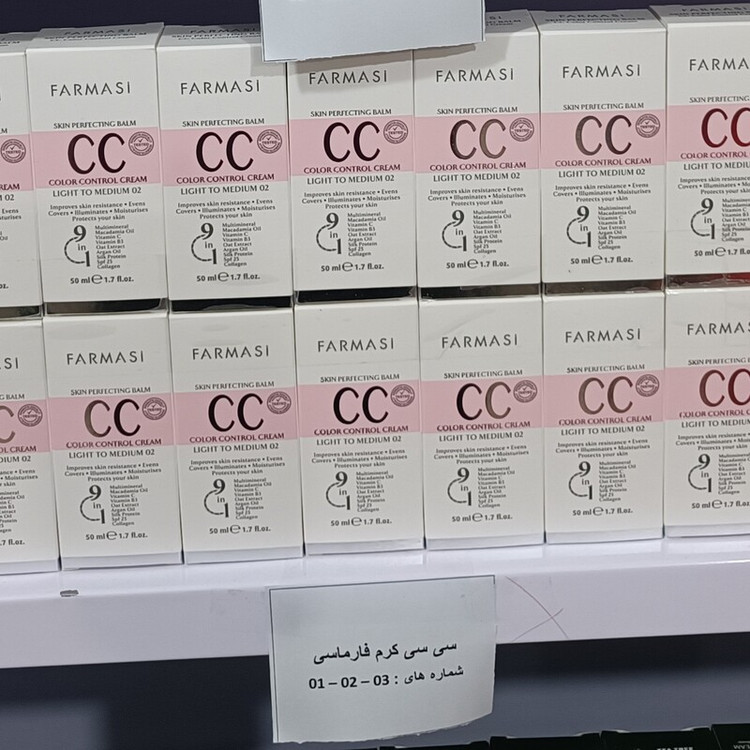 FARMASI
SKIN PERFECTING BALM
CC
COLOR CONTROL CREAM
LIGHT TO MEDIUM 02
Improves skin resistance • Evens
Covers • Illuminates • Moisturises
Protects your skin
9 in 1
Multimineral
Macadamia Oil
Vitamin C
Vitamin B3
Oat Extract
Argan Oil
Silk Protein
Spf 25
Collagen
50 ml ℮ 1.7 fl.oz.
سی سی کرم فارماسی
شماره های : 03 – 02 – 01